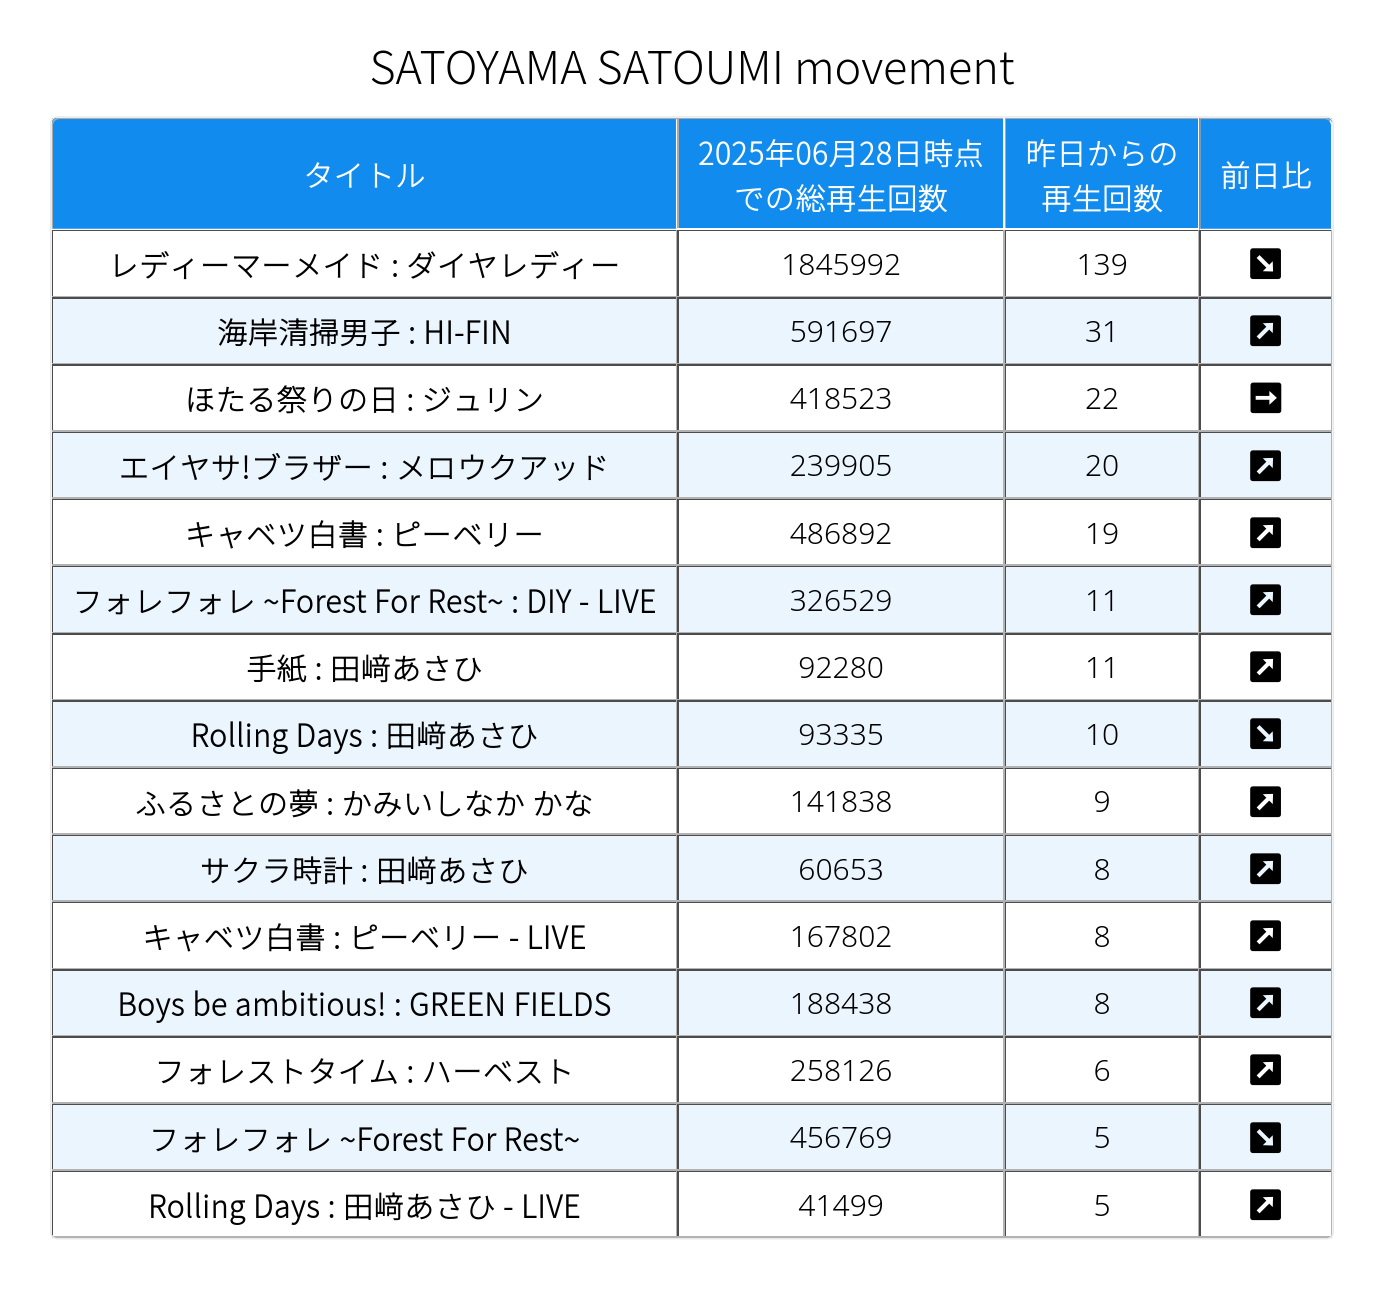 SATOYAMA SATOUMI movement
タイトル 2025年06月28日時点での総再生回数 昨日からの再生回数 前日比
レディーマーメイド : ダイヤレディー 1845992 139 ↘
海岸清掃男子 : HI-FIN 591697 31 ↗
ほたる祭りの日 : ジュリン 418523 22 →
エイヤサ!ブラザー : メロウクアッド 239905 20 ↗
キャベツ白書 : ピーベリー 486892 19 ↗
フォレフォレ ~Forest For Rest~ : DIY - LIVE 326529 11 ↗
手紙 : 田﨑あさひ 92280 11 ↗
Rolling Days : 田﨑あさひ 93335 10 ↘
ふるさとの夢 : かみいしなか かな 141838 9 ↗
サクラ時計 : 田﨑あさひ 60653 8 ↗
キャベツ白書 : ピーベリー - LIVE 167802 8 ↗
Boys be ambitious! : GREEN FIELDS 188438 8 ↗
フォレストタイム : ハーベスト 258126 6 ↗
フォレフォレ ~Forest For Rest~ 456769 5 ↘
Rolling Days : 田﨑あさひ - LIVE 41499 5 ↗